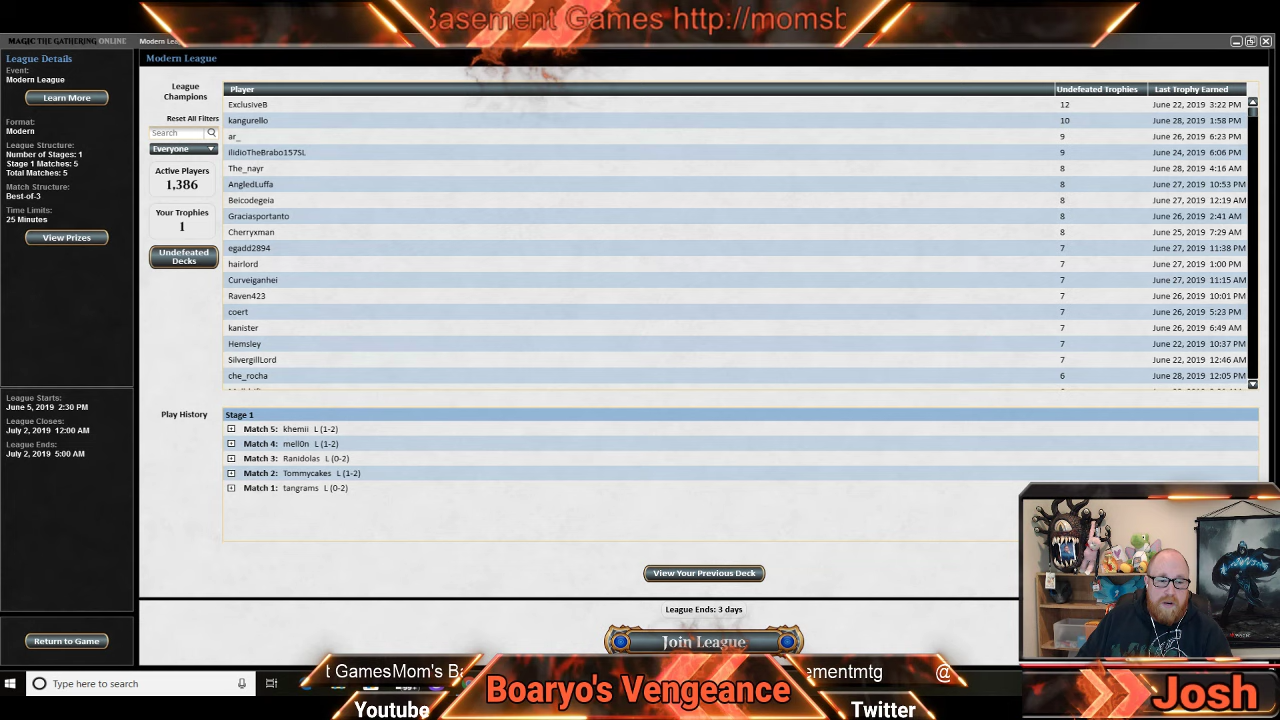 Basement Games http://momsb
MAGIC THE GATHERING ONLINE
Modern Lea
League Details
Event:
Modern League
Learn More
Format:
Modern
League Structure:
Number of Stages: 1
Stage 1 Matches: 5
Total Matches: 5
Match Structure:
Best-of-3
Time Limits:
25 Minutes
View Prizes
League Starts:
June 5, 2019 2:30 PM
League Closes:
July 2, 2019 12:00 AM
League Ends:
July 2, 2019 5:00 AM
Return to Game
Modern League
League
Champions
Reset All Filters
Search
Everyone
Active Players
1,386
Your Trophies
1
Undefeated
Decks
Player Undefeated Trophies Last Trophy Earned
ExclusiveB 12 June 22, 2019 3:22 PM
kangurello 10 June 28, 2019 1:58 PM
ar_ 9 June 26, 2019 6:23 PM
ilidioTheBrabo157SL 9 June 24, 2019 6:06 PM
The_nayr 8 June 28, 2019 4:16 AM
AngledLuffa 8 June 27, 2019 10:53 PM
Beicodegeia 8 June 27, 2019 12:19 AM
Graciasportanto 8 June 26, 2019 2:41 AM
Cherryxman 8 June 25, 2019 7:29 AM
egadd2894 7 June 27, 2019 11:38 PM
hairlord 7 June 27, 2019 1:00 PM
Curveiganhei 7 June 27, 2019 11:15 AM
Raven423 7 June 26, 2019 10:01 PM
coert 7 June 26, 2019 5:23 PM
kanister 7 June 26, 2019 6:49 AM
Hemsley 7 June 22, 2019 10:37 PM
SilvergillLord 7 June 22, 2019 12:46 AM
che_rocha 6 June 28, 2019 12:05 PM
Play History
Stage 1
Match 5: khemii L (1-2)
Match 4: mell0n L (1-2)
Match 3: Ranidolas L (0-2)
Match 2: Tommycakes L (1-2)
Match 1: tangrams L (0-2)
View Your Previous Deck
League Ends: 3 days
Join League
Type here to search
t GamesMom's Ba
ementmtg
@
Boaryo's Vengeance
Josh
Youtube
Twitter